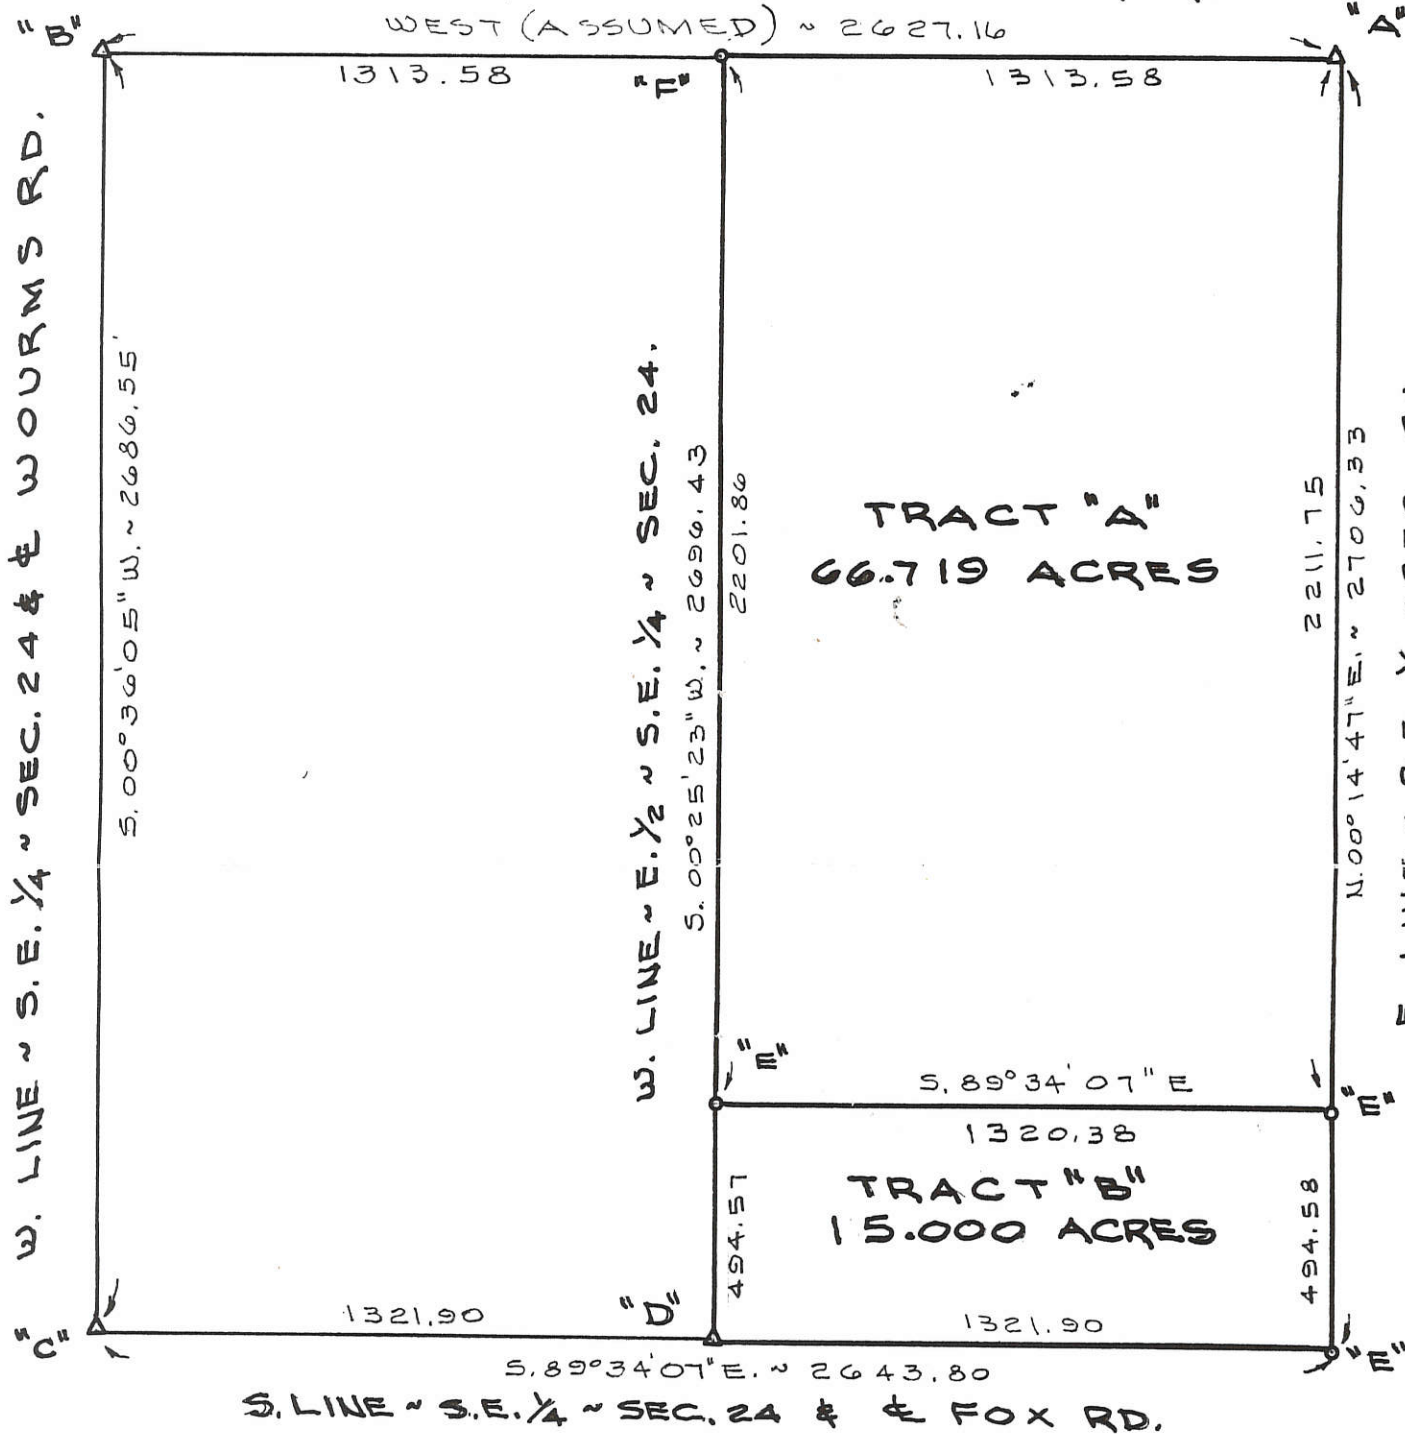 "B"
WEST (ASSUMED) ~ 2627.16
"A"
1313.58
"F"
1313.58
W. LINE ~ S.E. ¼ ~ SEC. 24 & ℄ WOURMS RD.
S. 00°36'05" W. ~ 2686.55'
W. LINE ~ E. ½ ~ S.E. ¼ ~ SEC. 24.
S. 00°25'23" W. ~ 2696.43
2201.86
TRACT "A"
66.719 ACRES
2211.75
N. 00°14'47" E. ~ 2706.33
"E"
S. 89°34'07" E
"E"
1320.38
TRACT "B"
15.000 ACRES
494.57
494.58
"C"
1321.90
"D"
1321.90
"E"
S. 89°34'07" E. ~ 2643.80
S. LINE ~ S.E. ¼ ~ SEC. 24 & ℄ FOX RD.